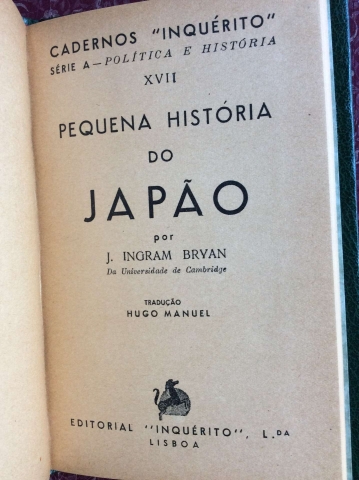 CADERNOS "INQUÉRITO"
SÉRIE A — POLÍTICA E HISTÓRIA
XVII
PEQUENA HISTÓRIA
DO
JAPÃO
por
J. INGRAM BRYAN
Da Universidade de Cambridge
TRADUÇÃO
HUGO MANUEL
EDITORIAL "INQUÉRITO", L.DA
LISBOA